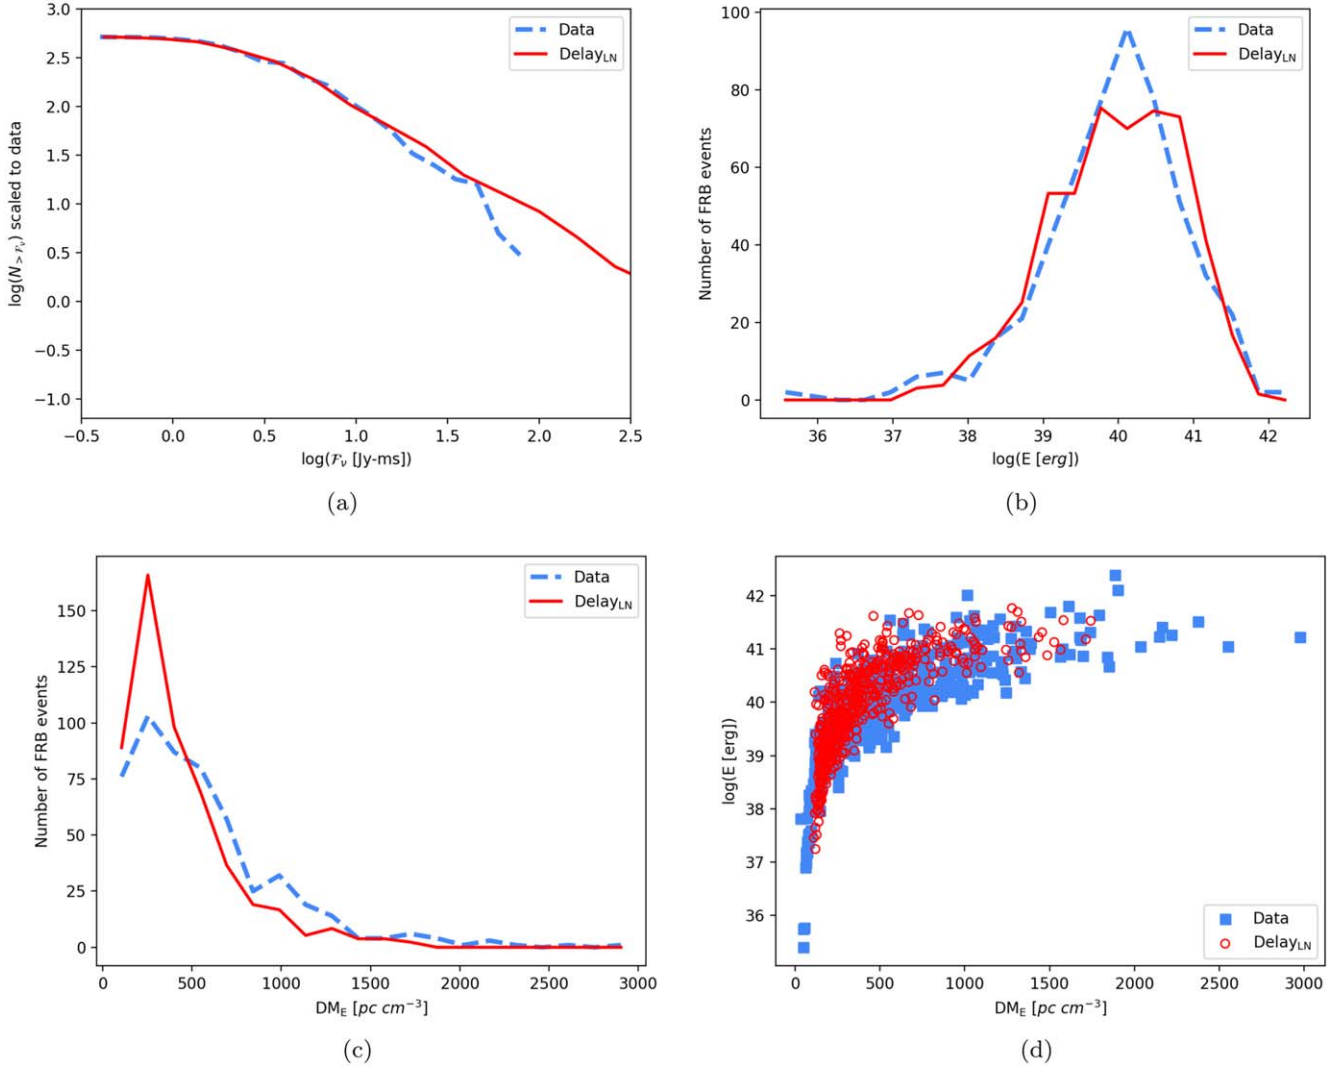 3.0
2.5
2.0
1.5
1.0
0.5
0.0
−0.5
−1.0
−0.5
0.0
0.5
1.0
1.5
2.0
2.5
log(N>ℱν) scaled to data
log(ℱν [Jy-ms])
Data
DelayLN
(a)
100
80
60
40
20
0
36
37
38
39
40
41
42
Number of FRB events
log(E [erg])
Data
DelayLN
(b)
150
125
100
75
50
25
0
0
500
1000
1500
2000
2500
3000
Number of FRB events
DME [pc cm⁻³]
Data
DelayLN
(c)
42
41
40
39
38
37
36
0
500
1000
1500
2000
2500
3000
log(E [erg])
DME [pc cm⁻³]
Data
DelayLN
(d)